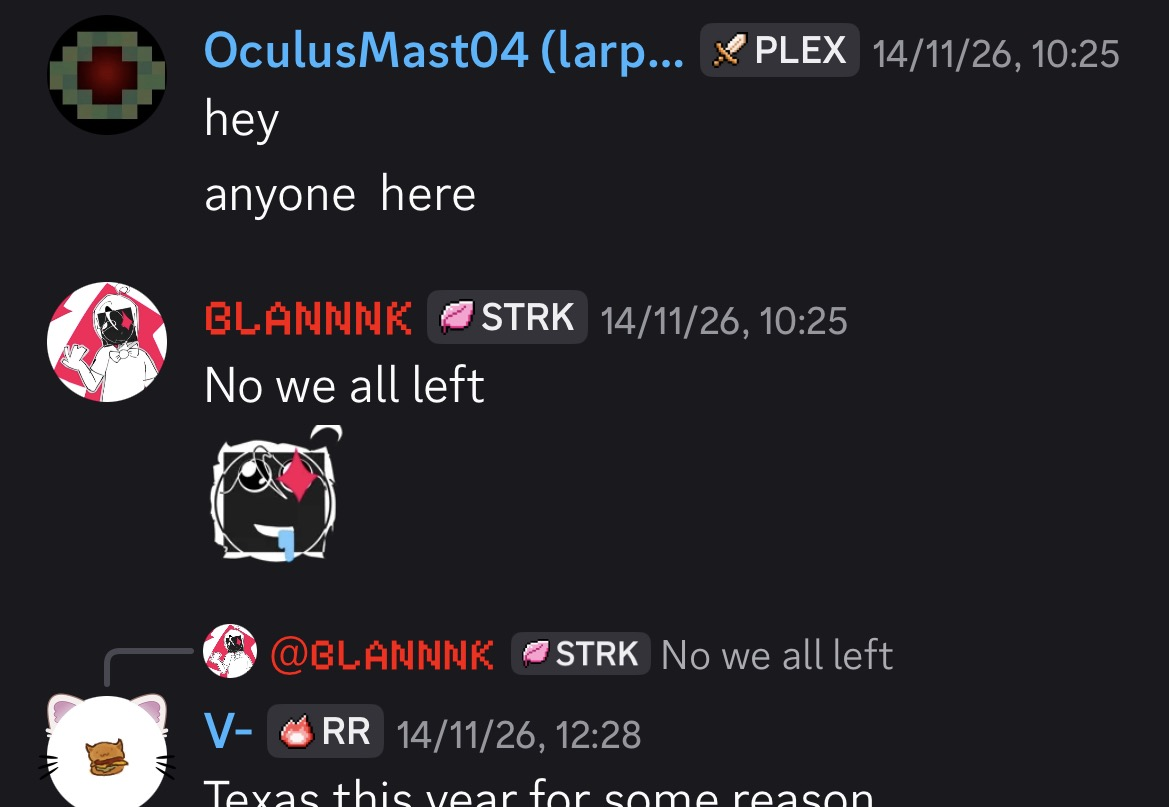 OculusMast04 (larp... PLEX 14/11/26, 10:25
hey
anyone here
BLANNNK STRK 14/11/26, 10:25
No we all left
@BLANNNK STRK No we all left
V- RR 14/11/26, 12:28
Texas this year for some reason